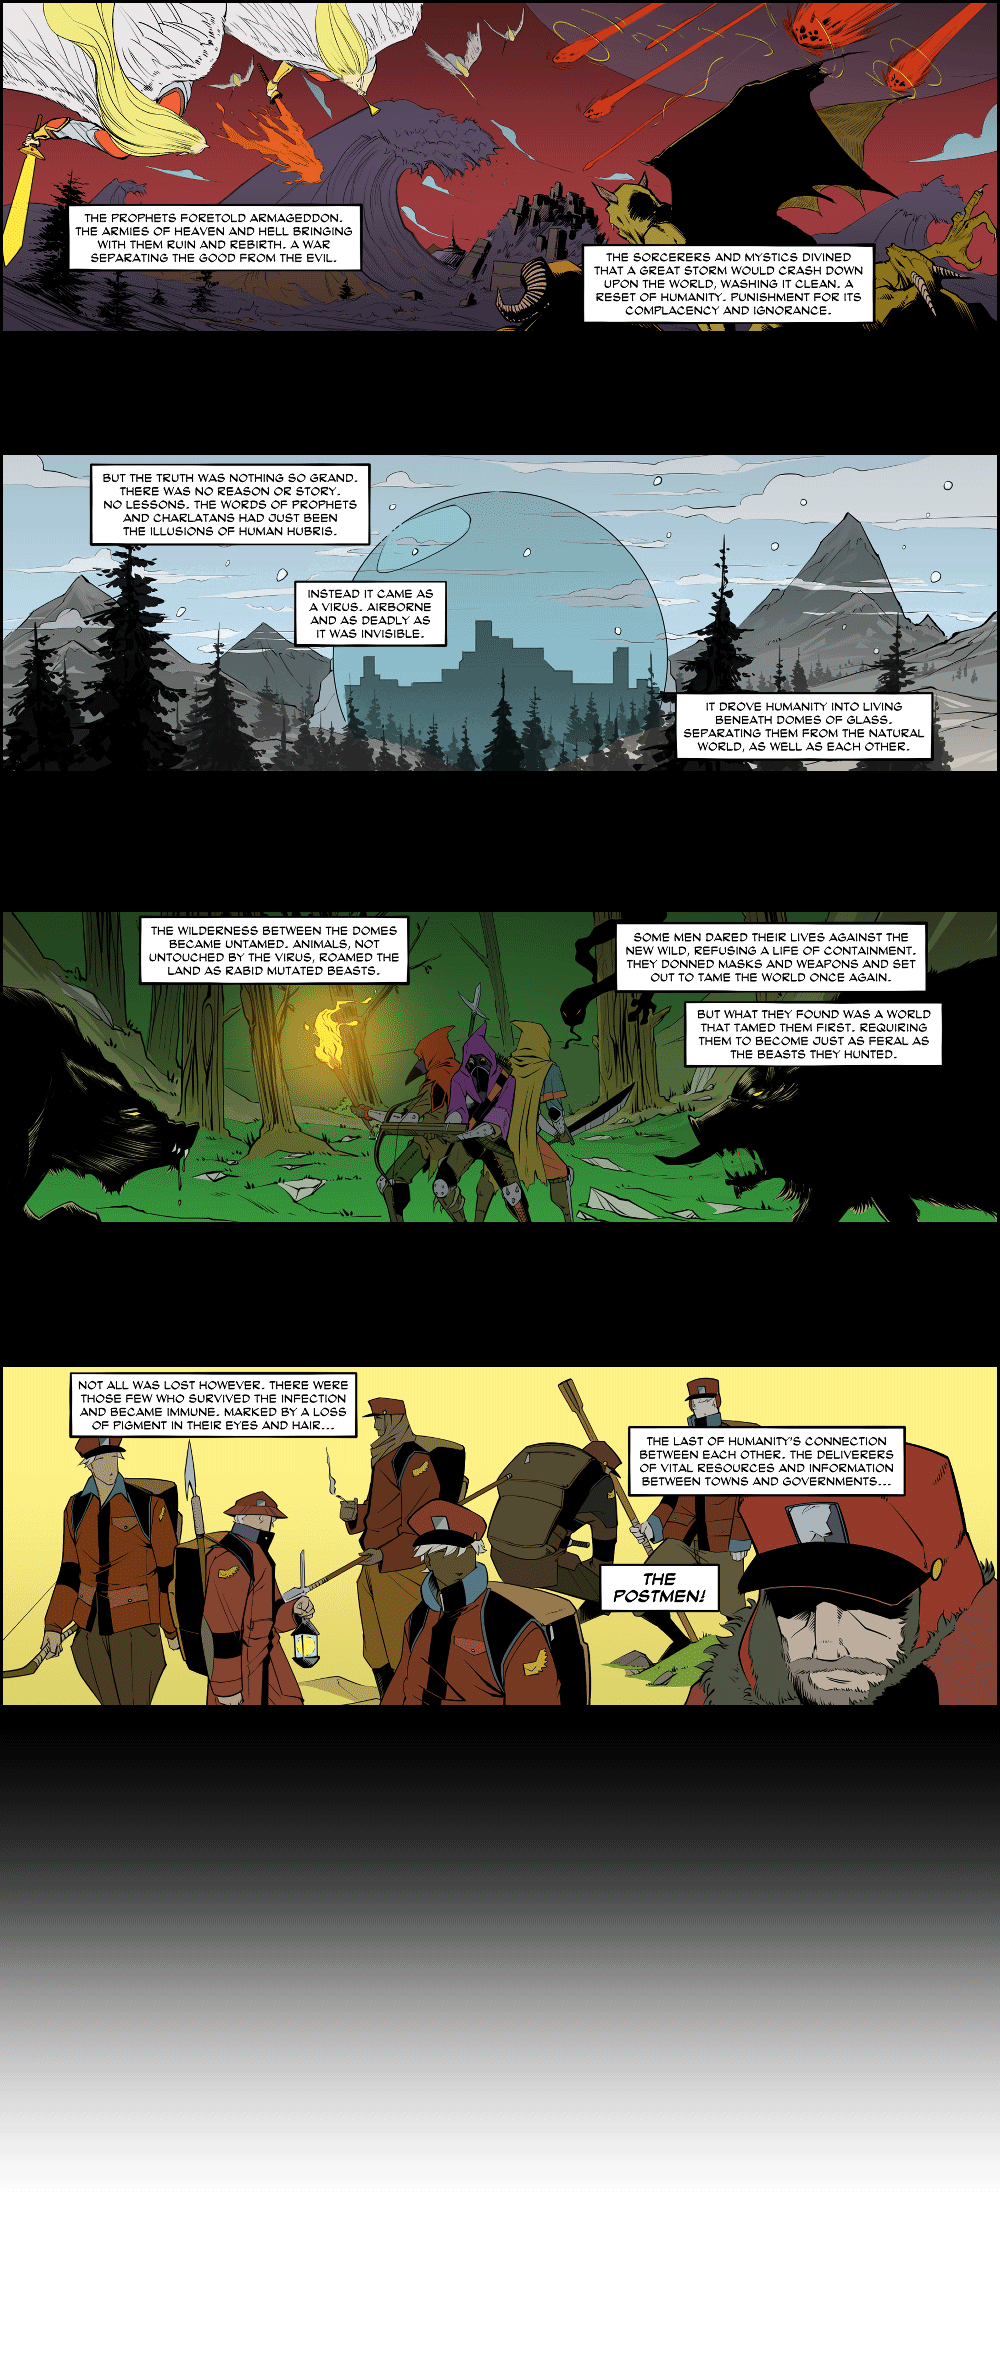 THE PROPHETS FORETOLD ARMAGEDDON.
THE ARMIES OF HEAVEN AND HELL BRINGING
WITH THEM RUIN AND REBIRTH. A WAR
SEPARATING THE GOOD FROM THE EVIL.
THE SORCERERS AND MYSTICS DIVINED
THAT A GREAT STORM WOULD CRASH DOWN
UPON THE WORLD, WASHING IT CLEAN. A
RESET OF HUMANITY. PUNISHMENT FOR ITS
COMPLACENCY AND IGNORANCE.
BUT THE TRUTH WAS NOTHING SO GRAND.
THERE WAS NO REASON OR STORY.
NO LESSONS. THE WORDS OF PROPHETS
AND CHARLATANS HAD JUST BEEN
THE ILLUSIONS OF HUMAN HUBRIS.
INSTEAD IT CAME AS
A VIRUS. AIRBORNE
AND AS DEADLY AS
IT WAS INVISIBLE.
IT DROVE HUMANITY INTO LIVING
BENEATH DOMES OF GLASS.
SEPARATING THEM FROM THE NATURAL
WORLD, AS WELL AS EACH OTHER.
THE WILDERNESS BETWEEN THE DOMES
BECAME UNTAMED. ANIMALS, NOT
UNTOUCHED BY THE VIRUS, ROAMED THE
LAND AS RABID MUTATED BEASTS.
SOME MEN DARED THEIR LIVES AGAINST THE
NEW WILD, REFUSING A LIFE OF CONTAINMENT.
THEY DONNED MASKS AND WEAPONS AND SET
OUT TO TAME THE WORLD ONCE AGAIN.
BUT WHAT THEY FOUND WAS A WORLD
THAT TAMED THEM FIRST. REQUIRING
THEM TO BECOME JUST AS FERAL AS
THE BEASTS THEY HUNTED.
NOT ALL WAS LOST HOWEVER. THERE WERE
THOSE FEW WHO SURVIVED THE INFECTION
AND BECAME IMMUNE. MARKED BY A LOSS
OF PIGMENT IN THEIR EYES AND HAIR...
THE LAST OF HUMANITY'S CONNECTION
BETWEEN EACH OTHER. THE DELIVERERS
OF VITAL RESOURCES AND INFORMATION
BETWEEN TOWNS AND GOVERNMENTS...
THE
POSTMEN!